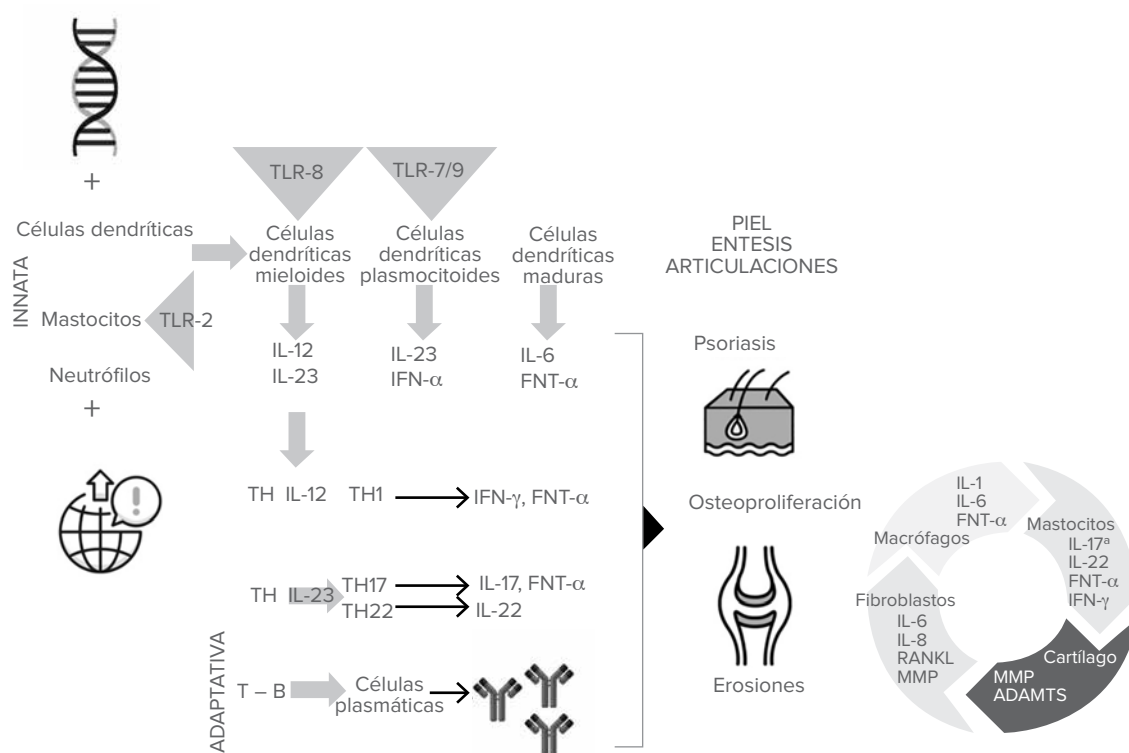 +
Células dendríticas
INNATA
Mastocitos
TLR-2
Neutrófilos
+
TLR-8
TLR-7/9
Células
dendríticas
mieloides
Células
dendríticas
plasmocitoides
Células
dendríticas
maduras
IL-12
IL-23
IL-23
IFN-α
IL-6
FNT-α
TH IL-12 TH1 IFN-γ, FNT-α
TH IL-23 TH17 IL-17, FNT-α
TH22 IL-22
ADAPTATIVA
T – B
Células
plasmáticas
PIEL
ENTESIS
ARTICULACIONES
Psoriasis
Osteoproliferación
Erosiones
IL-1
IL-6
FNT-α
Macrófagos
Mastocitos
IL-17ª
IL-22
FNT-α
IFN-γ
Fibroblastos
IL-6
IL-8
RANKL
MMP
Cartílago
MMP
ADAMTS